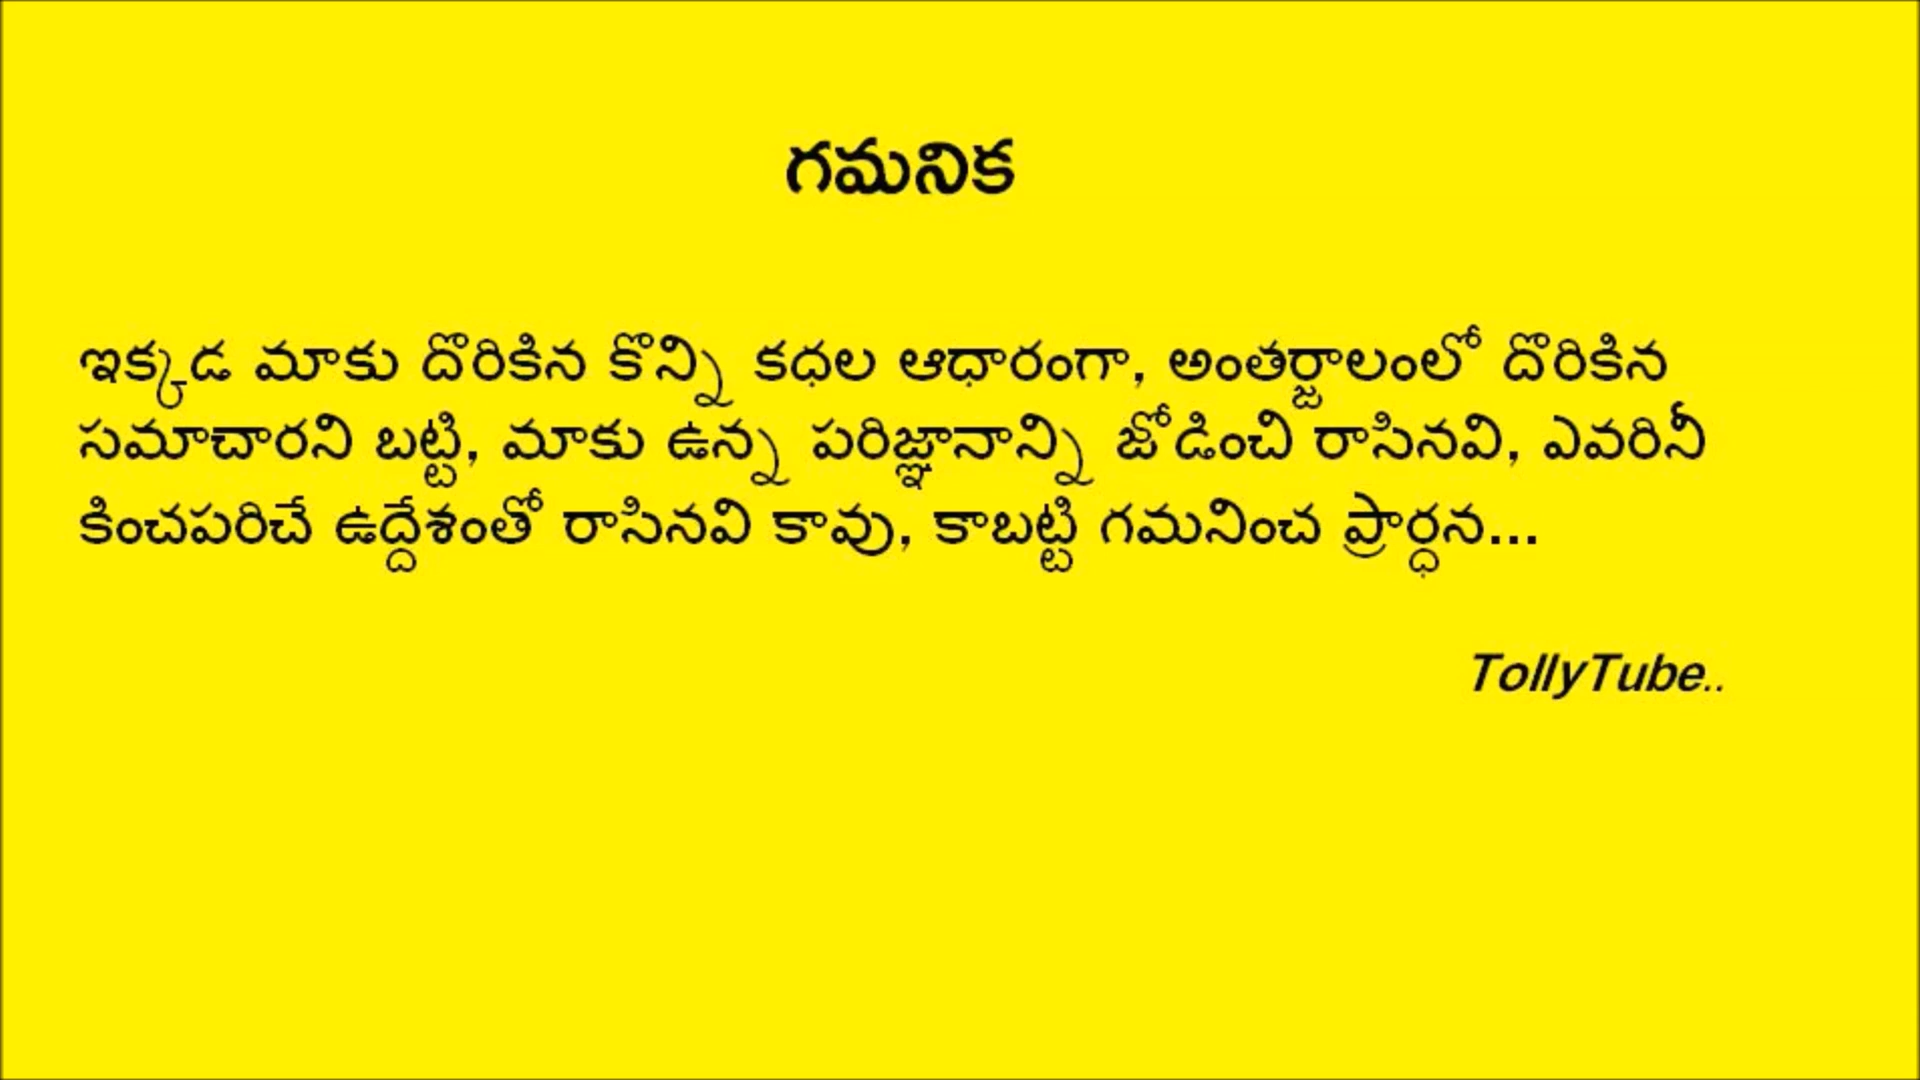 గమనిక
ఇక్కడ మాకు దొరికిన కొన్ని కధల ఆధారంగా, అంతర్జాలంలో దొరికిన
సమాచారని బట్టి, మాకు ఉన్న పరిజ్ఞానాన్ని జోడించి రాసినవి, ఎవరినీ
కించపరిచే ఉద్దేశంతో రాసినవి కావు, కాబట్టి గమనించ ప్రార్ధన...
TollyTube..